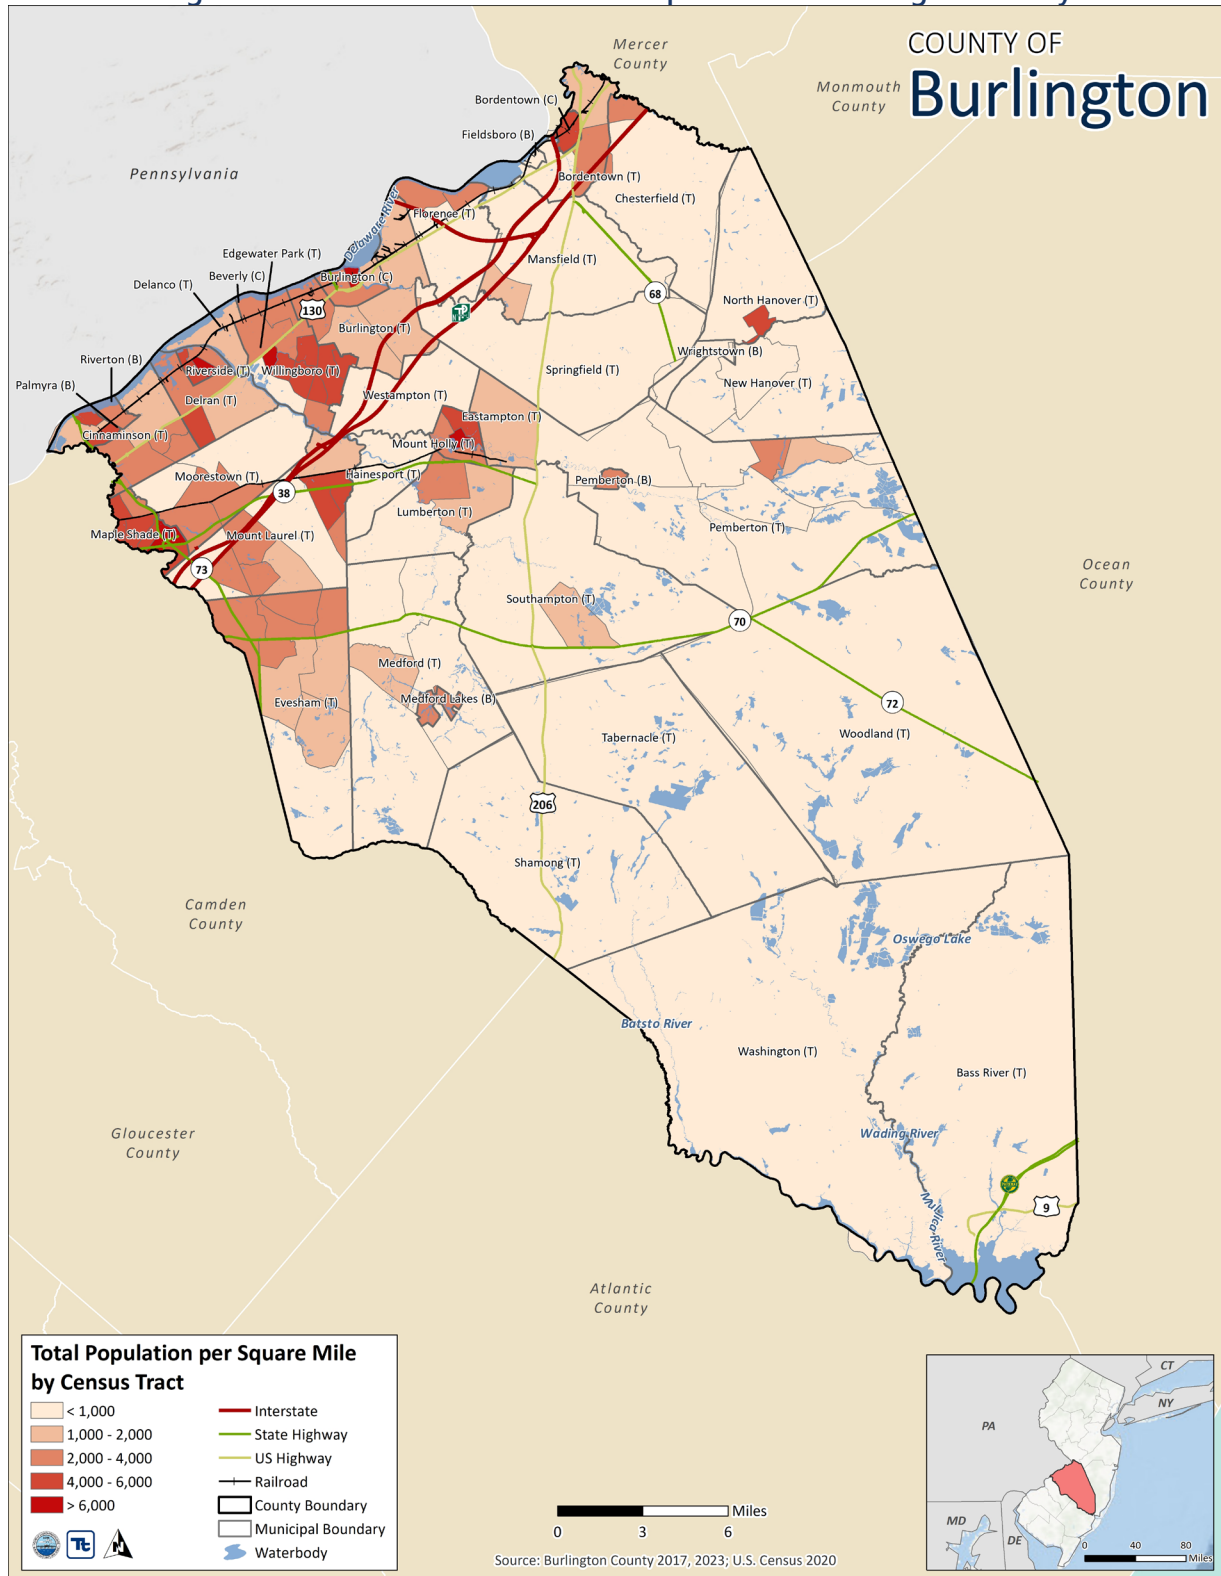 COUNTY OF
Burlington
Mercer
County
Monmouth
County
Pennsylvania
Bordentown (C)
Fieldsboro (B)
Bordentown (T)
Chesterfield (T)
Delaware River
Florence (T)
Edgewater Park (T)
Beverly (C)
Burlington (C)
Mansfield (T)
Delanco (T)
68
North Hanover (T)
130
Burlington (T)
Riverton (B)
Riverside (T)
Willingboro (T)
Springfield (T)
Wrightstown (B)
New Hanover (T)
Palmyra (B)
Delran (T)
Westampton (T)
Eastampton (T)
Cinnaminson (T)
Mount Holly (T)
Moorestown (T)
Hainesport (T)
Pemberton (B)
38
Lumberton (T)
Pemberton (T)
Maple Shade (T)
Mount Laurel (T)
73
Ocean
County
Southampton (T)
70
Medford (T)
Medford Lakes (B)
Evesham (T)
72
Tabernacle (T)
Woodland (T)
206
Shamong (T)
Camden
County
Oswego Lake
Batsto River
Washington (T)
Bass River (T)
Gloucester
County
Wading River
Mullica River
9
Atlantic
County
Total Population per Square Mile
by Census Tract
< 1,000
1,000 - 2,000
2,000 - 4,000
4,000 - 6,000
> 6,000
Interstate
State Highway
US Highway
Railroad
County Boundary
Municipal Boundary
Waterbody
Tt
N
Miles
0 3 6
Source: Burlington County 2017, 2023; U.S. Census 2020
CT
NY
PA
MD
DE
0 40 80
Miles